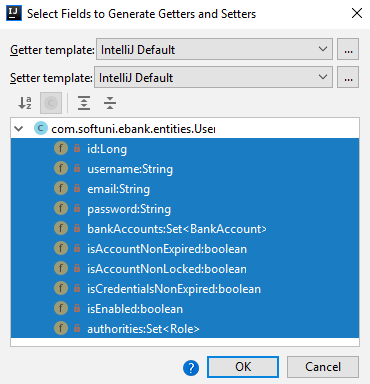 IJ
Select Fields to Generate Getters and Setters
Getter template: IntelliJ Default ...
Setter template: IntelliJ Default ...
a z C
C com.softuni.ebank.entities.User
f id:Long
f username:String
f email:String
f password:String
f bankAccounts:Set<BankAccount>
f isAccountNonExpired:boolean
f isAccountNonLocked:boolean
f isCredentialsNonExpired:boolean
f isEnabled:boolean
f authorities:Set<Role>
? OK Cancel